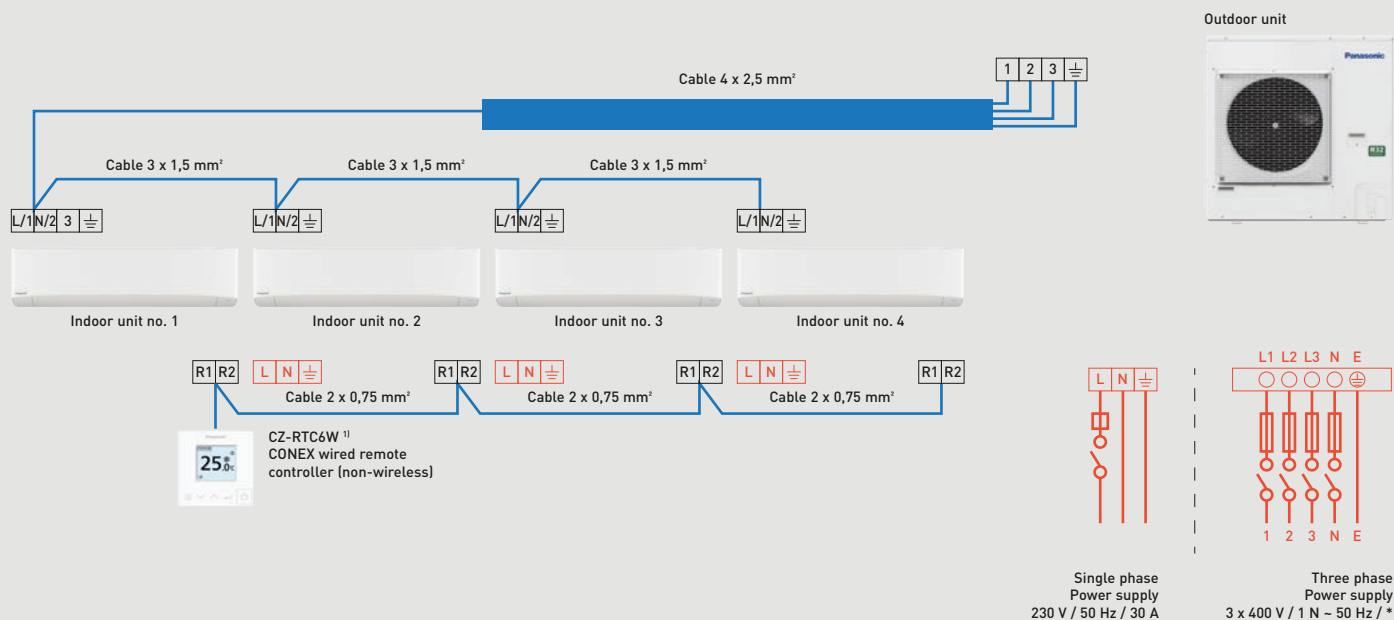 Outdoor unit
Panasonic
R32
1 2 3
Cable 4 x 2,5 mm²
Cable 3 x 1,5 mm² Cable 3 x 1,5 mm² Cable 3 x 1,5 mm²
L/1 N/2 3 L/1 N/2 L/1 N/2 L/1 N/2
Indoor unit no. 1 Indoor unit no. 2 Indoor unit no. 3 Indoor unit no. 4
R1 R2 L N R1 R2 L N R1 R2 L N R1 R2
Cable 2 x 0,75 mm² Cable 2 x 0,75 mm² Cable 2 x 0,75 mm²
Panasonic
25.0°C
CZ-RTC6W ¹⁾
CONEX wired remote
controller (non-wireless)
L N
L1 L2 L3 N E
1 2 3 N E
Single phase
Power supply
230 V / 50 Hz / 30 A
Three phase
Power supply
3 x 400 V / 1 N ~ 50 Hz / *